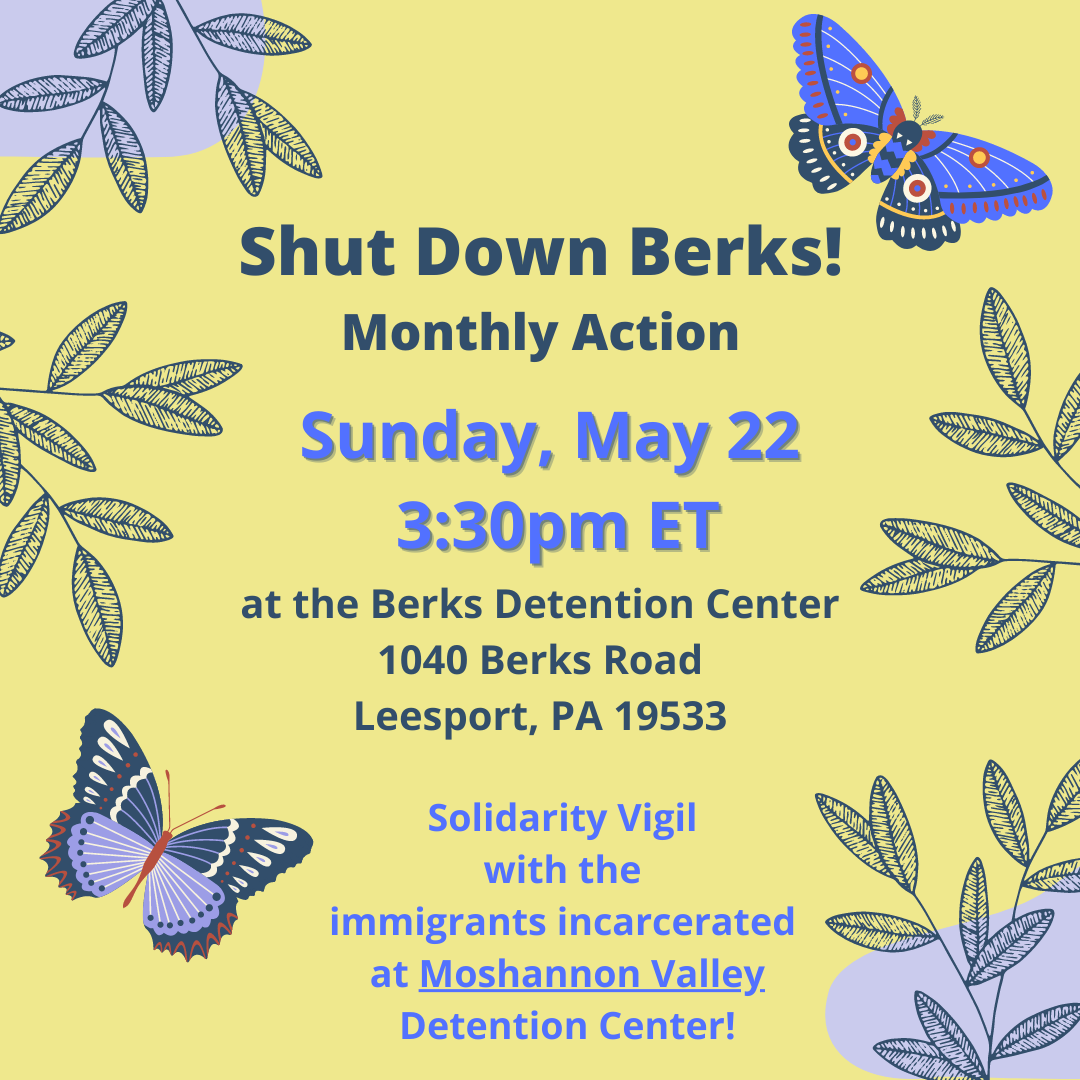 Shut Down Berks!
Monthly Action
Sunday, May 22
3:30pm ET
at the Berks Detention Center
1040 Berks Road
Leesport, PA 19533
Solidarity Vigil
with the
immigrants incarcerated
at Moshannon Valley
Detention Center!